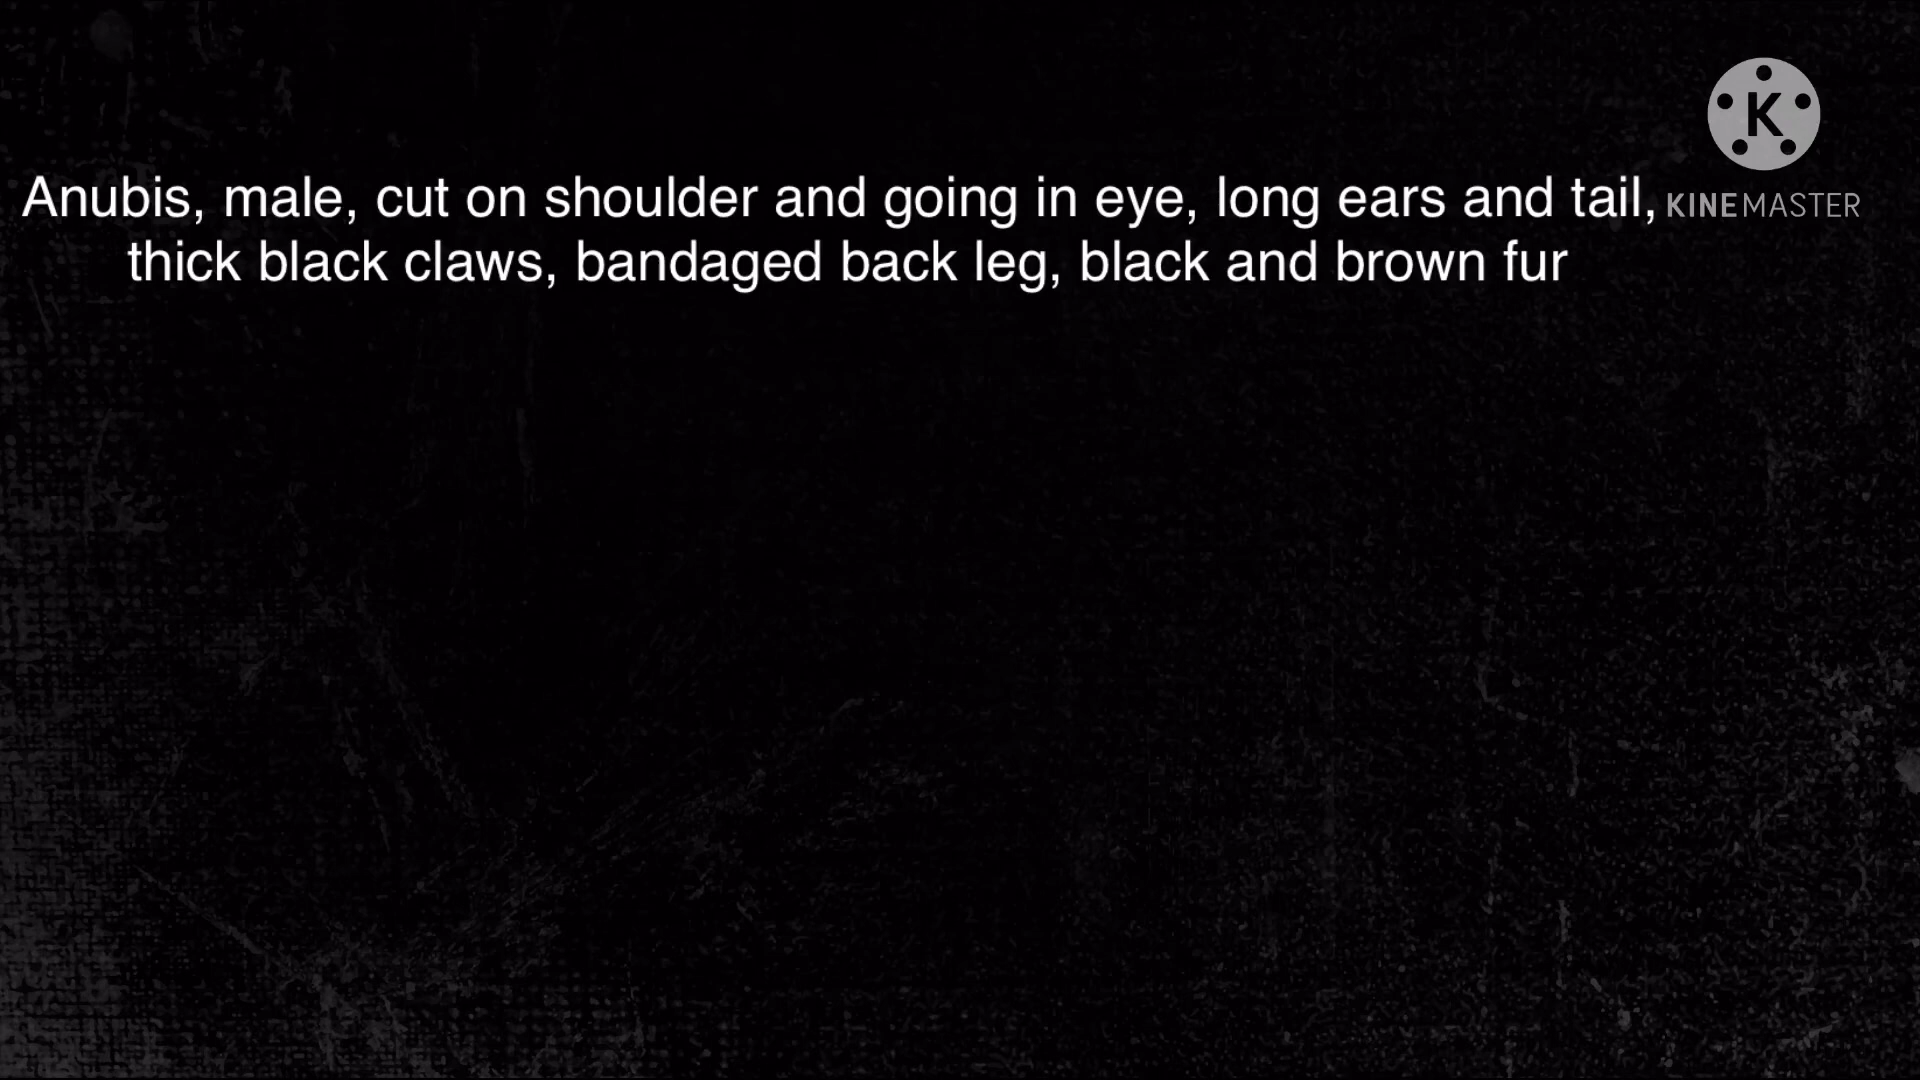 K
Anubis, male, cut on shoulder and going in eye, long ears and tail,
KINEMASTER
thick black claws, bandaged back leg, black and brown fur